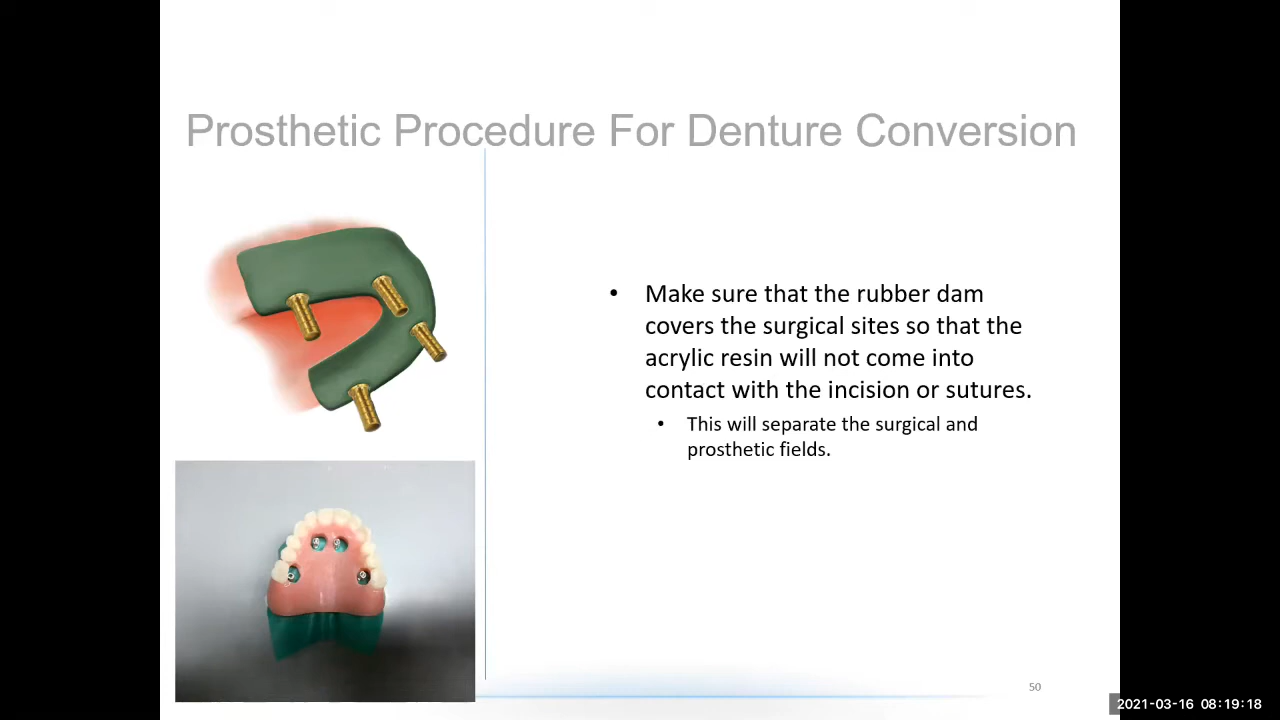 Prosthetic Procedure For Denture Conversion
• Make sure that the rubber dam
covers the surgical sites so that the
acrylic resin will not come into
contact with the incision or sutures.
• This will separate the surgical and
prosthetic fields.
50
2021-03-16 08:19:18